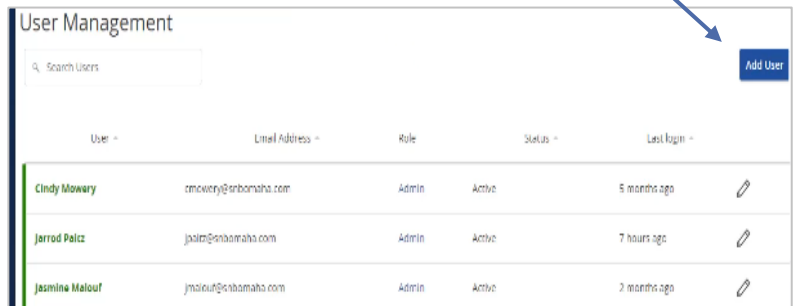 User Management
Search Users
Add User
User Email Address Role Status Last login
Cindy Mowery cmowery@snbomaha.com Admin Active 5 months ago
Jarrod Paicz jpaitz@snbomaha.com Admin Active 7 hours ago
Jasmine Malouf jmalouf@snbomaha.com Admin Active 2 months ago